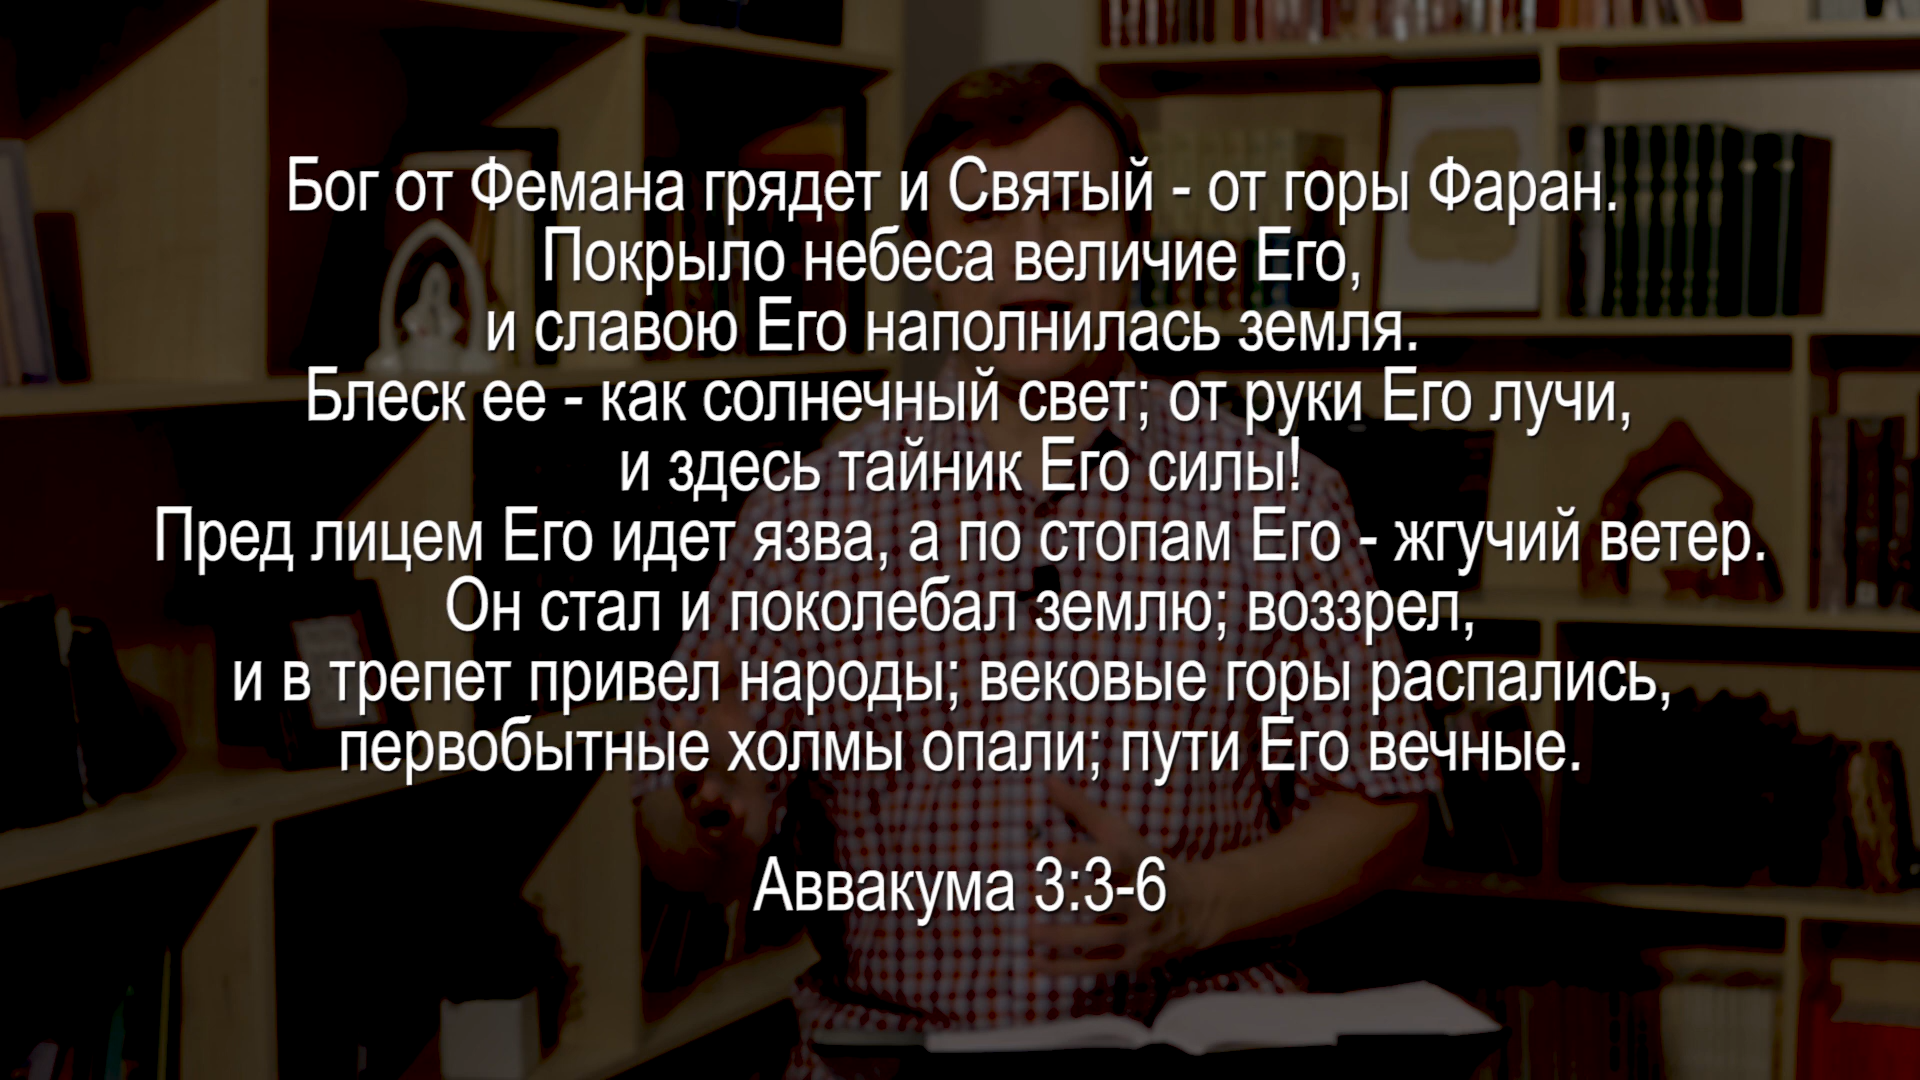 Бог от Фемана грядет и Святый - от горы Фаран.
Покрыло небеса величие Его,
и славою Его наполнилась земля.
Блеск ее - как солнечный свет; от руки Его лучи,
и здесь тайник Его силы!
Пред лицем Его идет язва, а по стопам Его - жгучий ветер.
Он стал и поколебал землю; воззрел,
и в трепет привел народы; вековые горы распались,
первобытные холмы опали; пути Его вечные.
Аввакума 3:3-6